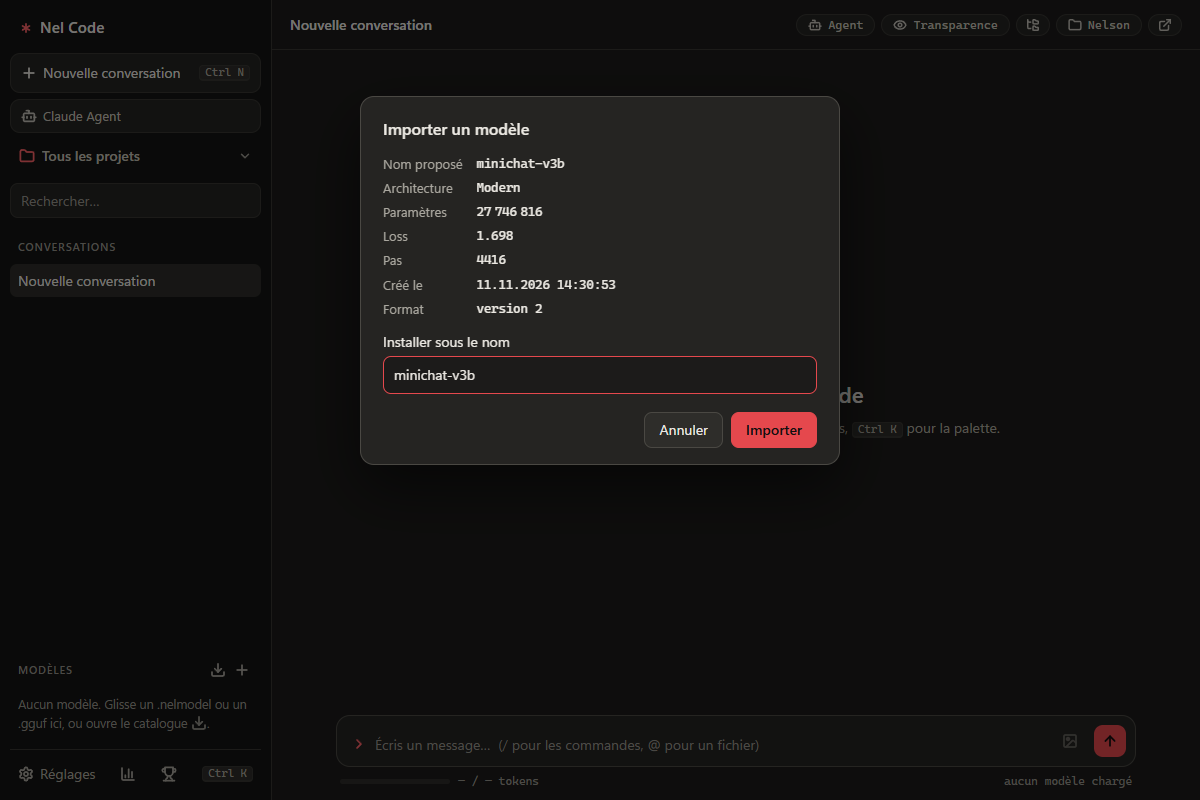 Nel Code
Nouvelle conversation Ctrl N
Claude Agent
Tous les projets
Rechercher...
CONVERSATIONS
Nouvelle conversation
MODÈLES
Aucun modèle. Glisse un .nelmodel ou un
.gguf ici, ou ouvre le catalogue .
Réglages Ctrl K
Nouvelle conversation Agent Transparence Nelson
Importer un modèle
Nom proposé minichat-v3b
Architecture Modern
Paramètres 27 746 816
Loss 1.698
Pas 4416
Créé le 11.11.2026 14:30:53
Format version 2
Installer sous le nom
minichat-v3b
Annuler Importer
de
s, Ctrl K pour la palette.
Écris un message... (/ pour les commandes, @ pour un fichier)
— / — tokens aucun modèle chargé